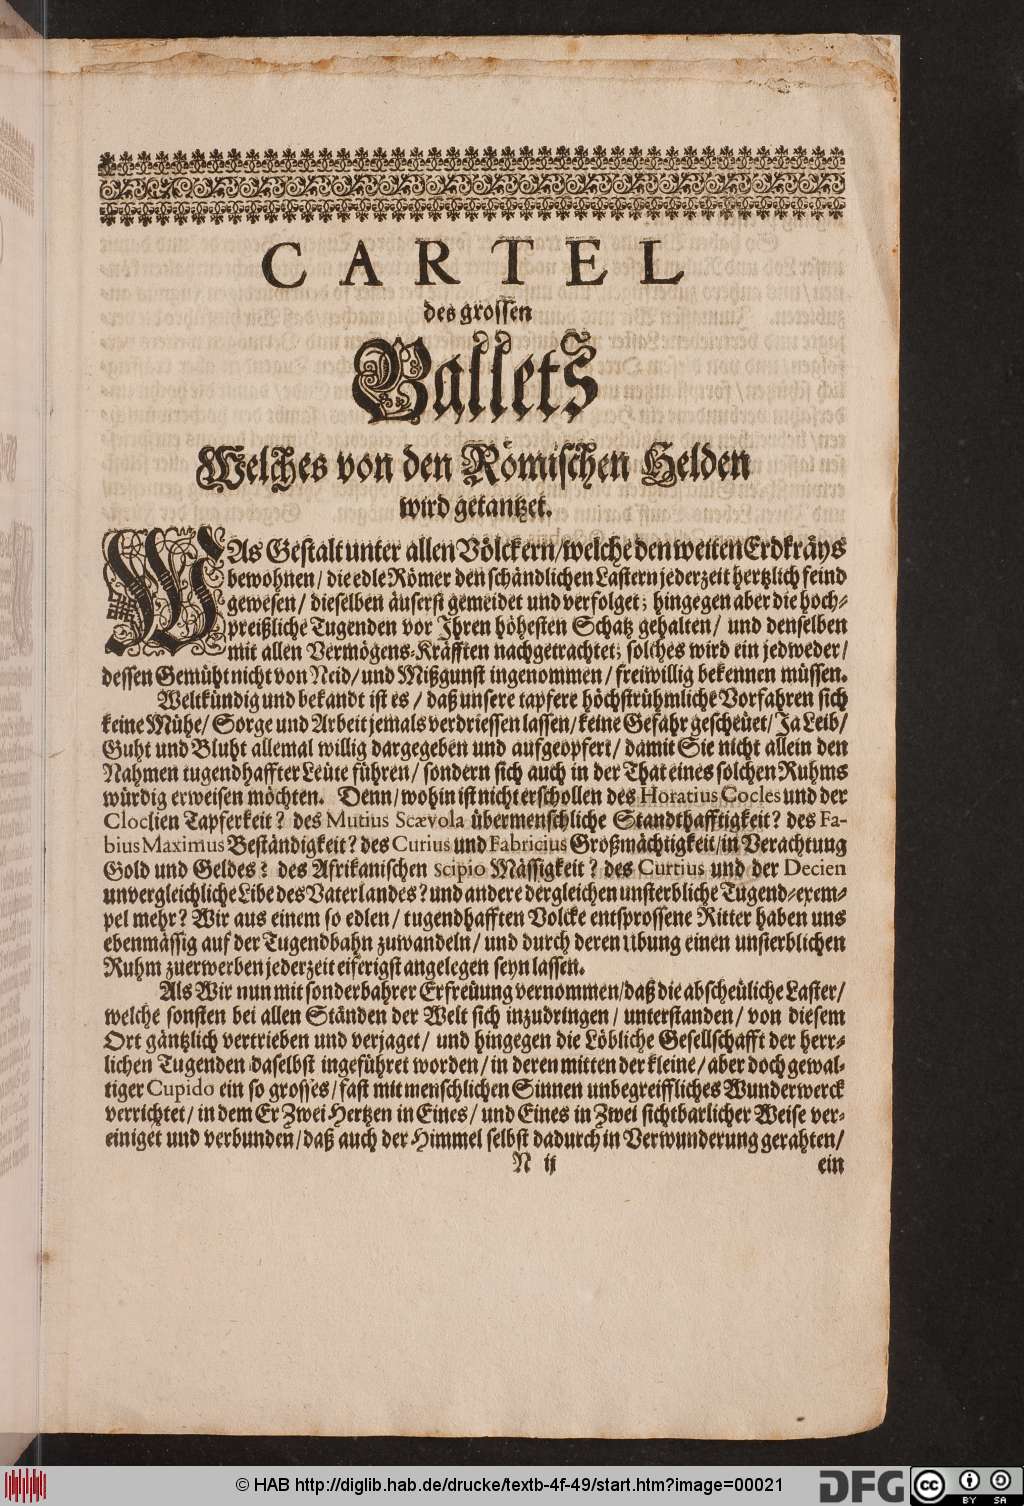 CARTEL
des grossen
Ballets
Welches von den Römischen Helden
wird getantzet.
WAs Gestalt unter allen Völckern / welche den weiten Erdkräys
bewohnen / die edle Römer den schändlichen Lastern jederzeit hertzlich feind
gewesen / dieselben äuserst gemeidet und verfolget; hingegen aber die hoch-
preißliche Tugenden vor Ihren höhesten Schatz gehalten / und denselben
mit allen Vermögens-Kräfften nachgetrachtet; solches wird ein jedweder /
dessen Gemüht nicht von Neid / und Mißgunst ingenommen / freiwillig bekennen müssen.
Weltkündig und bekandt ist es / daß unsere tapfere höchstrühmliche Vorfahren sich
keine Mühe / Sorge und Arbeit jemals verdriessen lassen / keine Gefahr gescheüet / Ja Leib /
Guht und Bluht allemal willig dargegeben und aufgeopfert / damit Sie nicht allein den
Nahmen tugendhaffter Leüte führen / sondern sich auch in der That eines solchen Ruhms
würdig erweisen möchten. Denn / wohin ist nicht erschollen des Horatius Cocles und der
Cloelien Tapferkeit? des Mutius Scævola übermenschliche Standthafftigkeit? des Fa-
bius Maximus Beständigkeit? des Curius und Fabricius Großmächtigkeit / in Verachtung
Gold und Geldes? des Afrikanischen Scipio Mässigkeit? des Curtius und der Decien
unvergleichliche Libe des Vaterlandes? und andere dergleichen unsterbliche Tugend-exem-
pel mehr? Wir aus einem so edlen / tugendhafften Volcke entsprossene Ritter haben uns
ebenmässig auf der Tugendbahn zuwandeln / und durch deren Ubung einen unsterblichen
Ruhm zuerwerben jederzeit eiferigst angelegen seyn lassen.
Als Wir nun mit sonderbahrer Erfreüung vernommen / daß die abscheüliche Laster /
welche sonsten bei allen Ständen der Welt sich inzudringen / unterstanden / von diesem
Ort gäntzlich vertrieben und verjaget / und hingegen die Löbliche Gesellschafft der herr-
lichen Tugenden daselbst ingeführet worden / in deren mitten der kleine / aber doch gewal-
tiger Cupido ein so grosses / fast mit menschlichen Sinnen unbegreiffliches Wunderwerck
verrichtet / in dem Er Zwei Hertzen in Eines / und Eines in Zwei sichtbarlicher Weise ver-
einiget und verbunden / daß auch der Himmel selbst dadurch in Verwunderung gerahten /
N ij
ein
© HAB http://diglib.hab.de/drucke/textb-4f-49/start.htm?image=00021
DFG
cc BY SA